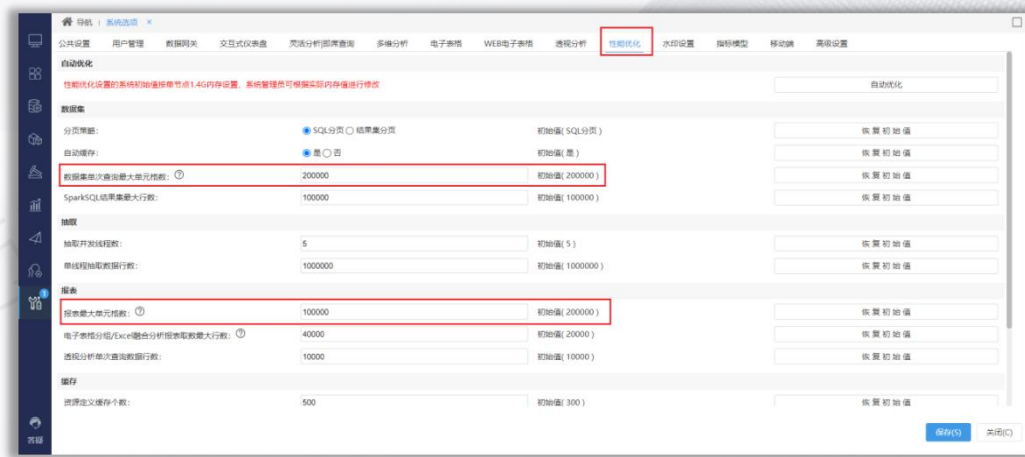 导航 | 系统选项 ×
公共设置 用户管理 数据网关 交互式仪表盘 灵活分析|即席查询 多维分析 电子表格 WEB电子表格 透视分析 性能优化 水印设置 指标模型 移动端 高级设置
自动优化
性能优化设置的系统初始值按单节点1.4G内存设置，系统管理员可根据实际内存值进行修改 自动优化
数据集
分页策略： SQL分页 结果集分页 初始值( SQL分页 ) 恢复初始值
自动缓存： 是 否 初始值( 是 ) 恢复初始值
数据集单次查询最大单元格数： ? 200000 初始值( 200000 ) 恢复初始值
SparkSQL结果集最大行数： 100000 初始值( 100000 ) 恢复初始值
抽取
抽取并发线程数： 5 初始值( 5 ) 恢复初始值
单线程抽取数据行数： 1000000 初始值( 1000000 ) 恢复初始值
报表
1
报表最大单元格数： ? 100000 初始值( 200000 ) 恢复初始值
电子表格分组/Excel融合分析报表取数最大行数： ? 40000 初始值( 20000 ) 恢复初始值
透视分析单次查询数据行数： 10000 初始值( 10000 ) 恢复初始值
缓存
资源定义缓存个数： 500 初始值( 300 ) 恢复初始值
保存(S) 关闭(C)